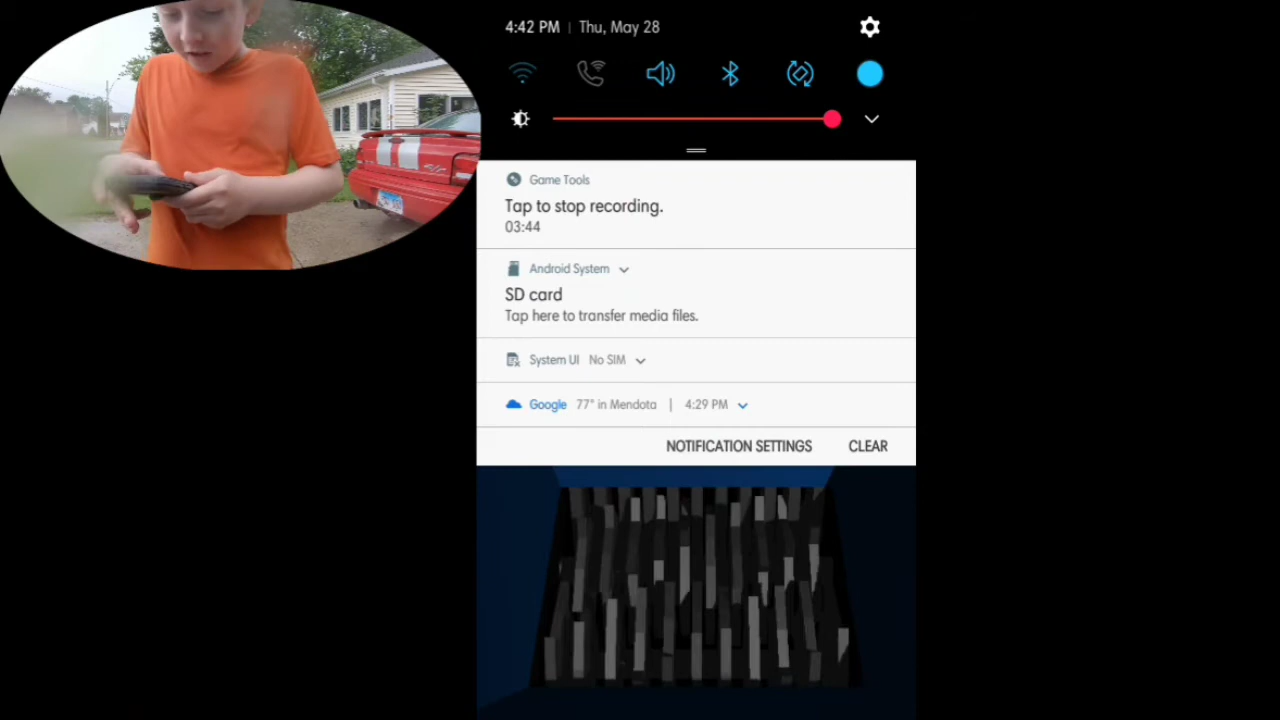 4:42 PM | Thu, May 28
Game Tools
Tap to stop recording.
03:44
Android System
SD card
Tap here to transfer media files.
System UI No SIM
Google 77° in Mendota | 4:29 PM
NOTIFICATION SETTINGS CLEAR